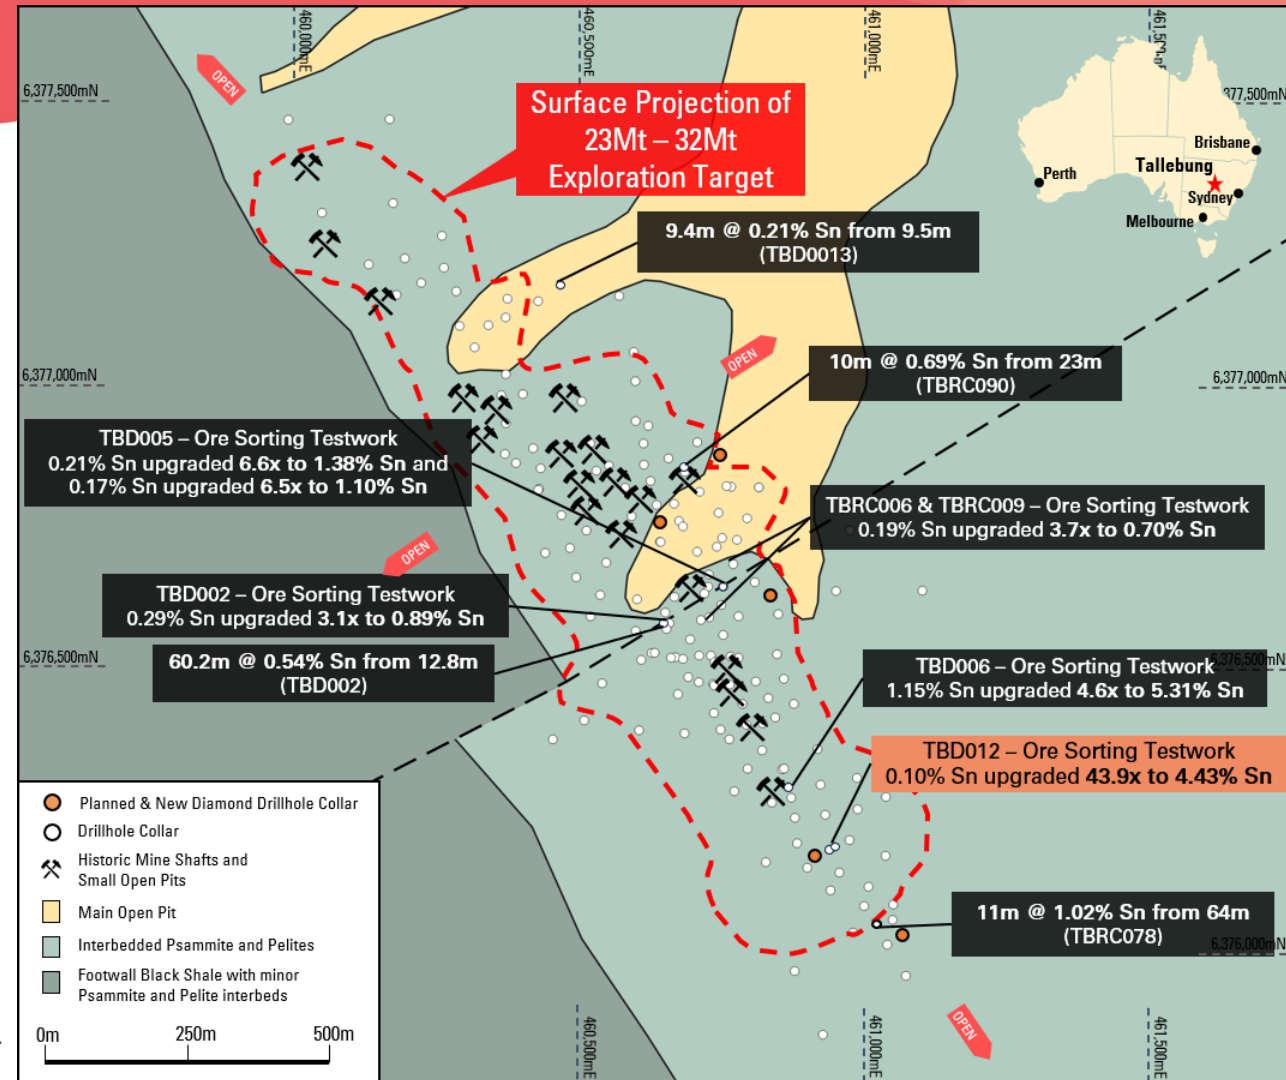 460,000mE
460,500mE
461,000mE
6,377,500mN
377,500mN
OPEN
Surface Projection of
23Mt – 32Mt
Exploration Target
Brisbane
Perth
Tallebung
Sydney
Melbourne
9.4m @ 0.21% Sn from 9.5m
(TBD0013)
OPEN
10m @ 0.69% Sn from 23m
(TBRC090)
6,377,000mN
6,377,000mN
TBD005 – Ore Sorting Testwork
0.21% Sn upgraded 6.6x to 1.38% Sn and
0.17% Sn upgraded 6.5x to 1.10% Sn
TBRC006 & TBRC009 – Ore Sorting Testwork
0.19% Sn upgraded 3.7x to 0.70% Sn
OPEN
TBD002 – Ore Sorting Testwork
0.29% Sn upgraded 3.1x to 0.89% Sn
6,376,500mN
60.2m @ 0.54% Sn from 12.8m
(TBD002)
6,376,500mN
TBD006 – Ore Sorting Testwork
1.15% Sn upgraded 4.6x to 5.31% Sn
TBD012 – Ore Sorting Testwork
0.10% Sn upgraded 43.9x to 4.43% Sn
Planned & New Diamond Drillhole Collar
Drillhole Collar
Historic Mine Shafts and
Small Open Pits
Main Open Pit
Interbedded Psammite and Pelites
Footwall Black Shale with minor
Psammite and Pelite interbeds
0m 250m 500m
11m @ 1.02% Sn from 64m
(TBRC078)
6,376,000mN
OPEN
460,500mE
461,000mE
461,500mE